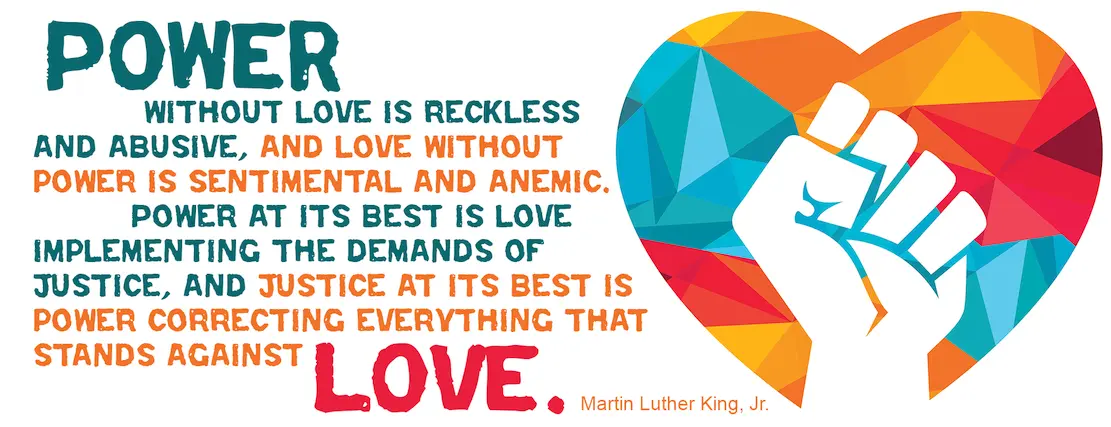 POWER
WITHOUT LOVE IS RECKLESS
AND ABUSIVE, AND LOVE WITHOUT
POWER IS SENTIMENTAL AND ANEMIC.
POWER AT ITS BEST IS LOVE
IMPLEMENTING THE DEMANDS OF
JUSTICE, AND JUSTICE AT ITS BEST IS
POWER CORRECTING EVERYTHING THAT
STANDS AGAINST LOVE.
Martin Luther King, Jr.